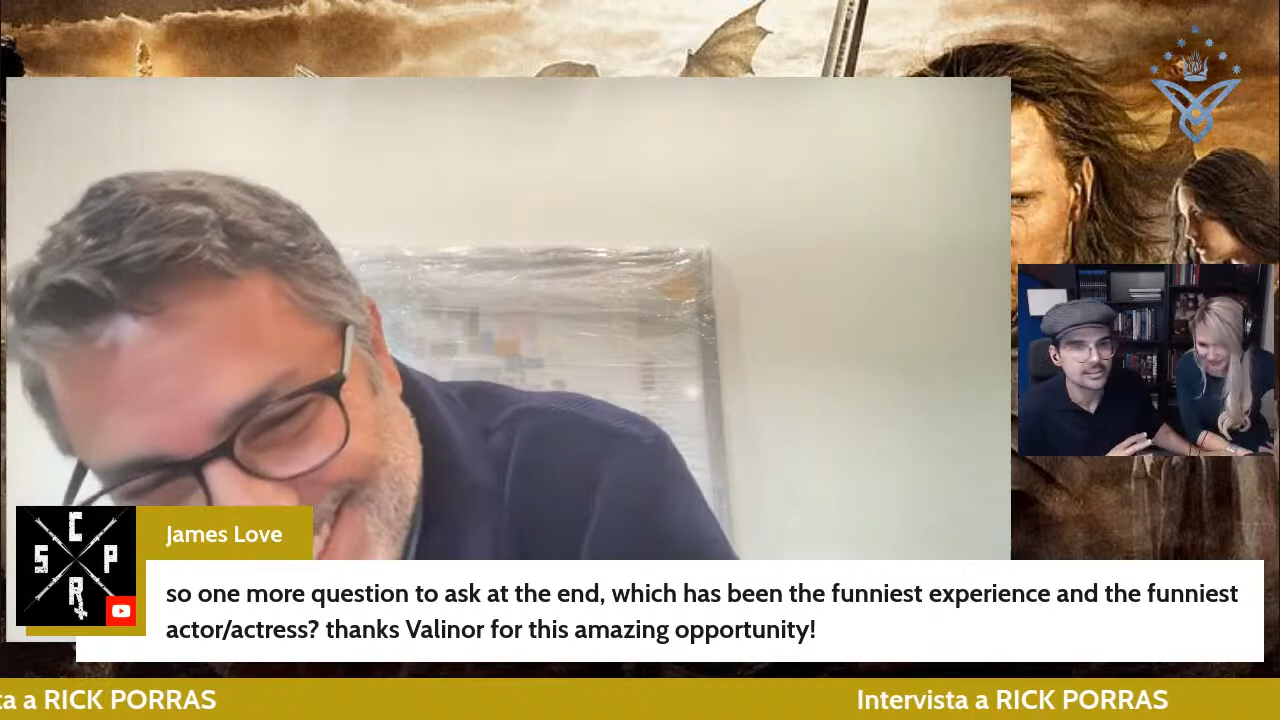 C
S P
R
James Love
so one more question to ask at the end, which has been the funniest experience and the funniest
actor/actress? thanks Valinor for this amazing opportunity!
ta a RICK PORRAS
Intervista a RICK PORRAS